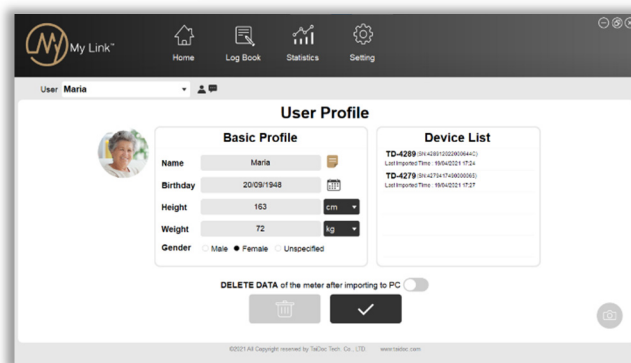 My Link™
Home Log Book Statistics Setting
User Maria
User Profile
Basic Profile
Name Maria
Birthday 20/09/1948
Height 163 cm
Weight 72 kg
Gender Male Female Unspecified
Device List
TD-4289
Last Imported Time : 19/04/2021 17:24
TD-4279
Last Imported Time : 19/04/2021 17:27
DELETE DATA of the meter after importing to PC
©2021 All Copyright reserved by TaiDoc Tech. Co., LTD. www.taidoc.com